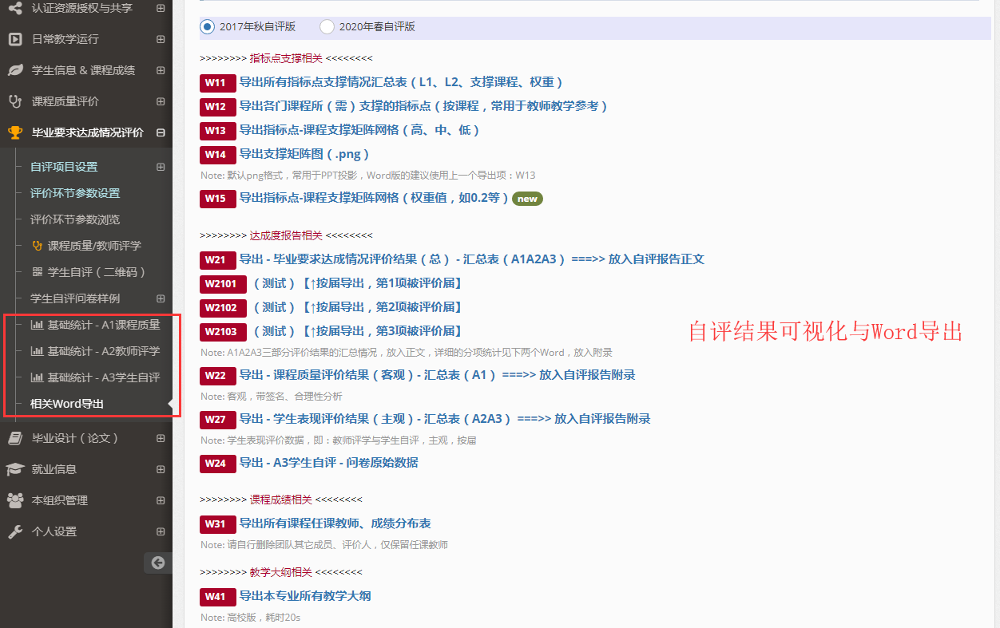 认证资源授权与共享
日常教学运行
学生信息 & 课程成绩
课程质量评价
毕业要求达成情况评价
自评项目设置
评价环节参数设置
评价环节参数浏览
课程质量/教师评学
学生自评（二维码）
学生自评问卷样例
基础统计 - A1课程质量
基础统计 - A2教师评学
基础统计 - A3学生自评
相关Word导出
毕业设计（论文）
就业信息
本组织管理
个人设置
2017年秋自评版 2020年春自评版
>>>>>>>> 指标点支撑相关 <<<<<<<<
W11 导出所有指标点支撑情况汇总表（L1、L2、支撑课程、权重）
W12 导出各门课程所（需）支撑的指标点（按课程，常用于教师教学参考）
W13 导出指标点-课程支撑矩阵网格（高、中、低）
W14 导出支撑矩阵图（.png）
Note: 默认png格式，常用于PPT投影，Word版的建议使用上一个导出项：W13
W15 导出指标点-课程支撑矩阵网格（权重值，如0.2等） new
>>>>>>>> 达成度报告相关 <<<<<<<<
W21 导出 - 毕业要求达成情况评价结果（总） - 汇总表（A1A2A3） ===>> 放入自评报告正文
W2101 （测试）【↑按届导出，第1项被评价届】
W2102 （测试）【↑按届导出，第2项被评价届】
W2103 （测试）【↑按届导出，第3项被评价届】
Note: A1A2A3三部分评价结果的汇总情况，放入正文，详细的分项统计见下两个Word，放入附录
W22 导出 - 课程质量评价结果（客观）- 汇总表（A1） ===>> 放入自评报告附录
Note: 客观，带签名、合理性分析
W27 导出 - 学生表现评价结果（主观）- 汇总表（A2A3） ===>> 放入自评报告附录
Note: 学生表现评价数据，即：教师评学与学生自评，主观，按届
W24 导出 - A3学生自评 - 问卷原始数据
>>>>>>>> 课程成绩相关 <<<<<<<<
W31 导出所有课程任课教师、成绩分布表
Note: 请自行删除团队其它成员、评价人，仅保留任课教师
>>>>>>>> 教学大纲相关 <<<<<<<<
W41 导出本专业所有教学大纲
Note: 高校版，耗时20s
自评结果可视化与Word导出